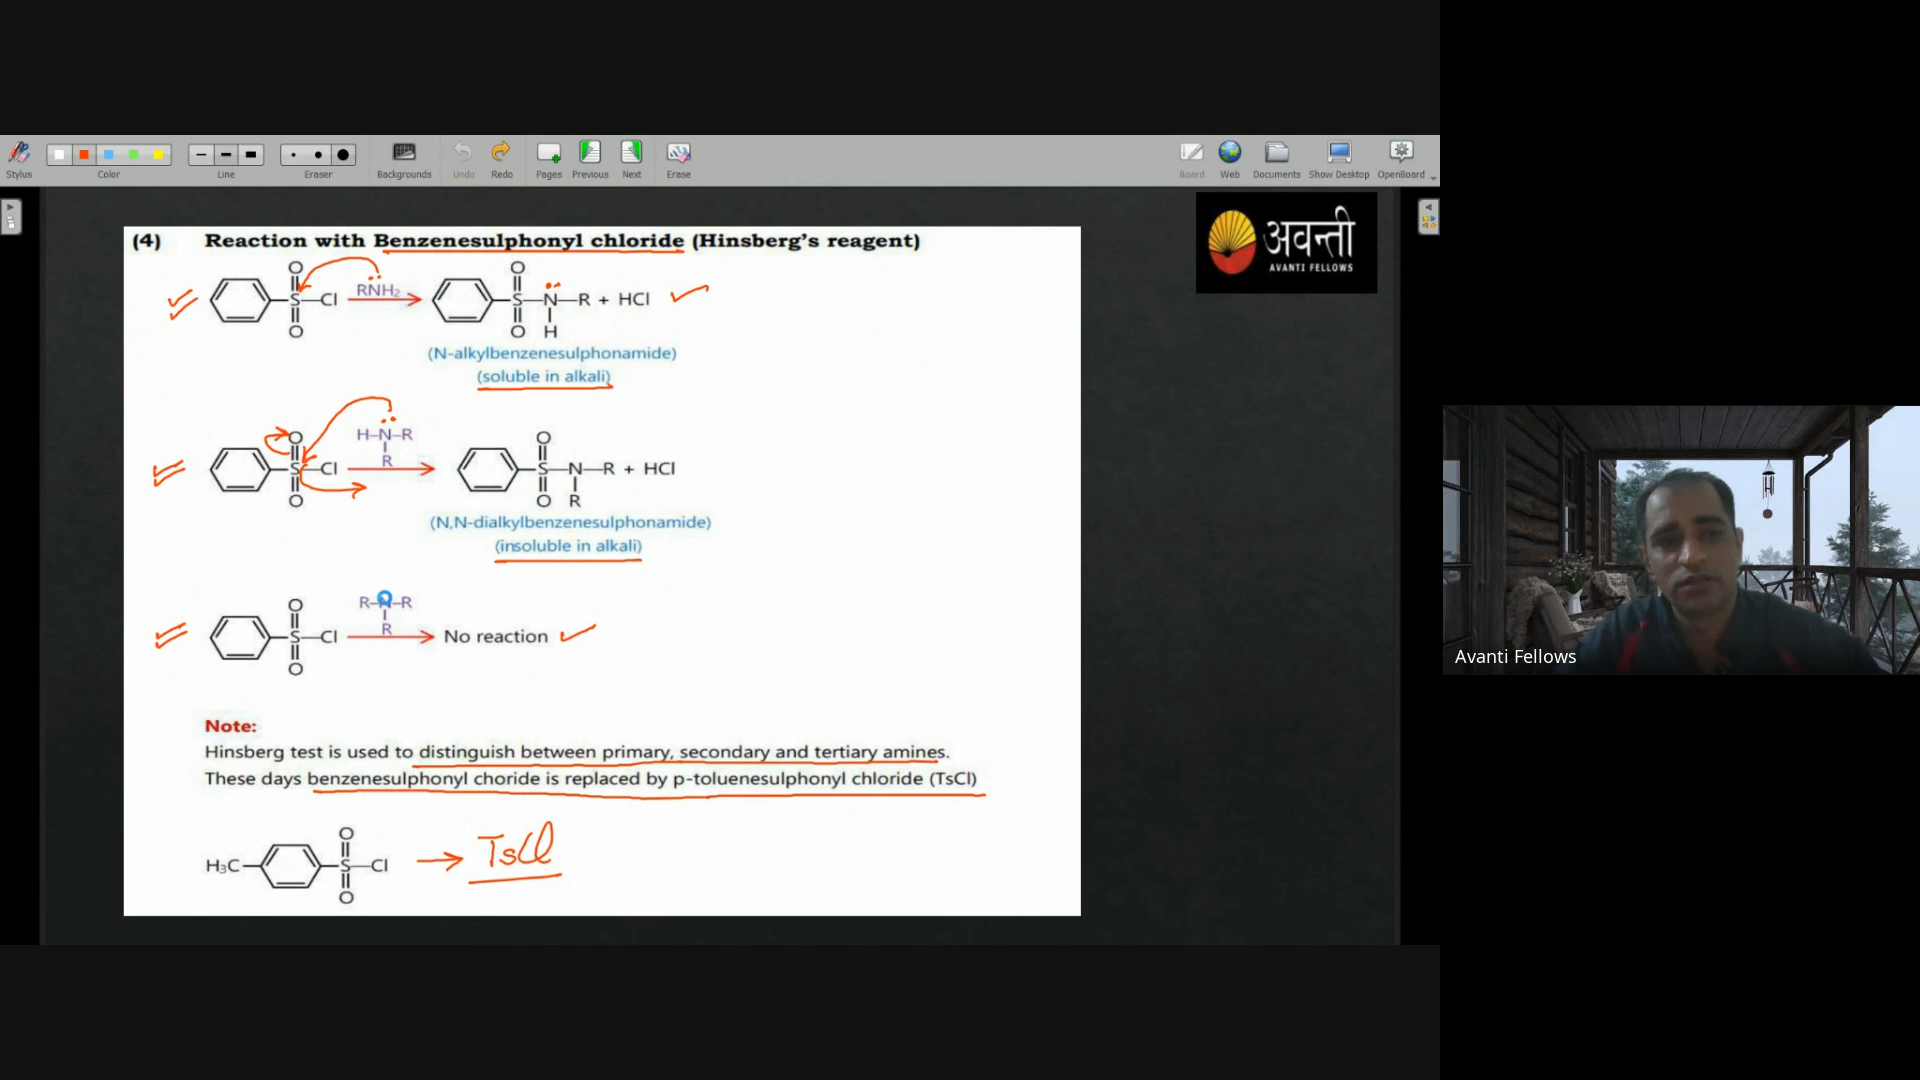 Stylus
Color
Line
Eraser
Backgrounds
Undo
Redo
Pages
Previous
Next
Erase
Board
Web
Documents
Show Desktop
OpenBoard
अवन्ती
AVANTI FELLOWS
(4) Reaction with Benzenesulphonyl chloride (Hinsberg's reagent)
O O
S—Cl RNH₂ S—N—R + HCl
O O H
(N-alkylbenzenesulphonamide)
(soluble in alkali)
O H—N—R O
S—Cl R S—N—R + HCl
O O R
(N,N-dialkylbenzenesulphonamide)
(insoluble in alkali)
O R—N—R
S—Cl R No reaction
O
Note:
Hinsberg test is used to distinguish between primary, secondary and tertiary amines.
These days benzenesulphonyl choride is replaced by p-toluenesulphonyl chloride (TsCl)
O
H₃C S—Cl → TsCl
O
Avanti Fellows